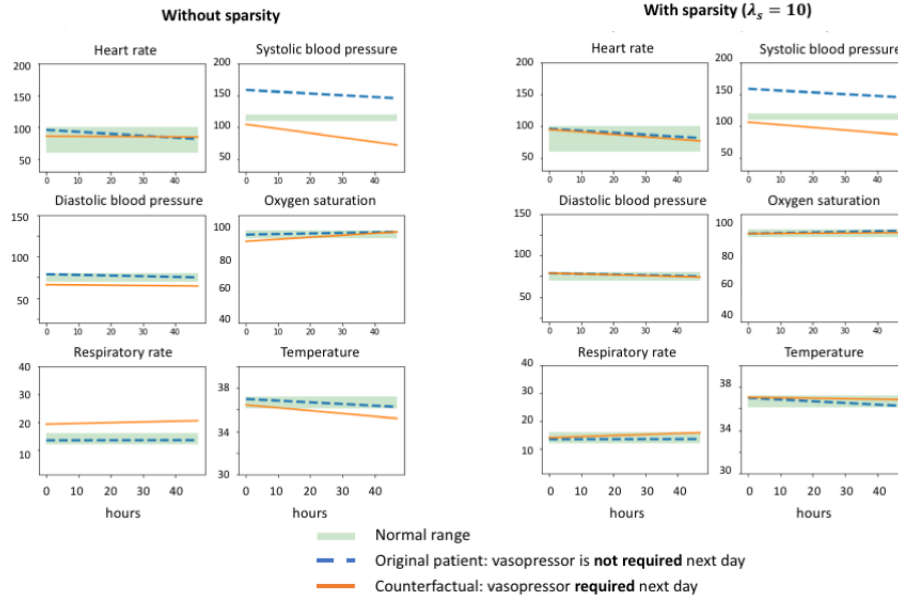 Without sparsity
With sparsity (λs = 10)
Heart rate
Systolic blood pressure
Heart rate
Systolic blood pressure
200
150
100
50
0 10 20 30 40
200
150
100
50
0 10 20 30 40
200
150
100
50
0 10 20 30 40
200
150
100
50
0 10 20 30 40
Diastolic blood pressure
Oxygen saturation
Diastolic blood pressure
Oxygen saturation
150
100
50
0 10 20 30 40
100
80
60
40
0 10 20 30 40
150
100
50
0 10 20 30 40
100
80
60
40
0 10 20 30 40
Respiratory rate
Temperature
Respiratory rate
Temperature
40
30
20
10
0 10 20 30 40
38
36
34
30
0 10 20 30 40
40
30
20
10
0 10 20 30 40
38
36
34
30
0 10 20 30 40
hours
hours
hours
hours
Normal range
Original patient: vasopressor is not required next day
Counterfactual: vasopressor required next day